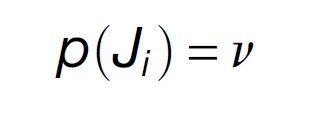 p(J_i) = ν